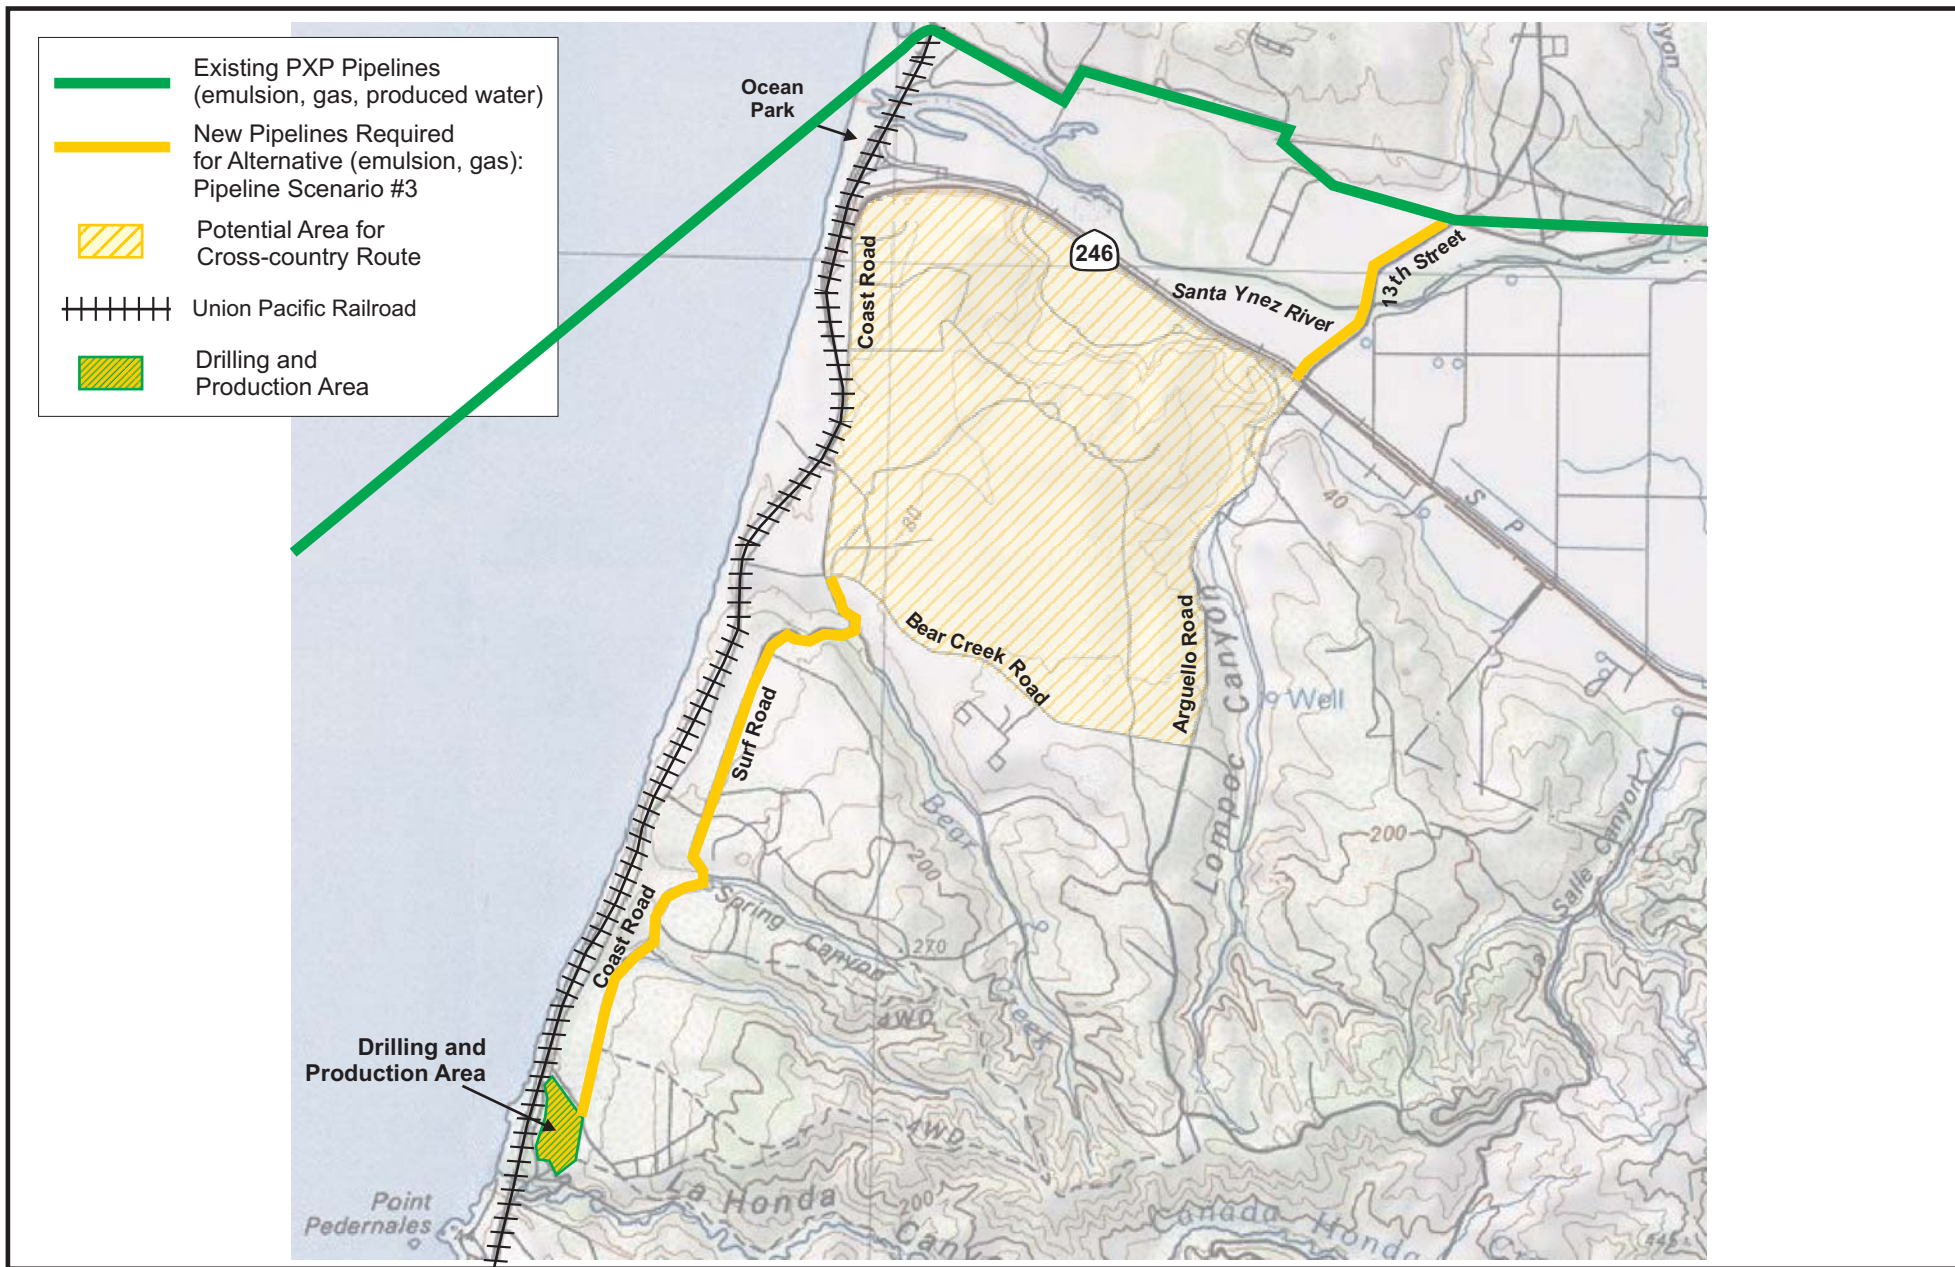 Existing PXP Pipelines
(emulsion, gas, produced water)
New Pipelines Required
for Alternative (emulsion, gas):
Pipeline Scenario #3
Potential Area for
Cross-country Route
Union Pacific Railroad
Drilling and
Production Area
Ocean
Park
246
Coast Road
Santa Ynez River
13th Street
40
S P
80
Bear Creek Road
Arguello Road
Lompoc Canyon
Well
Surf Road
Bear Creek
200
200
Salle Canyon
Spring Canyon
270
Coast Road
4WD
Drilling and
Production Area
4WD
La Honda
200
Point
Pedernales
Canada Honda